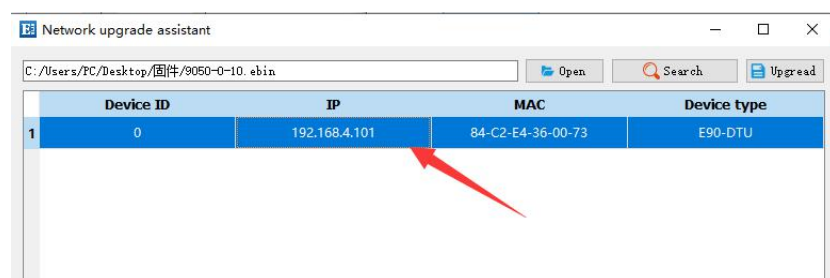 Network upgrade assistant
C:/Users/PC/Desktop/固件/9050-0-10.ebin Open Search Upgread
Device ID IP MAC Device type
1 0 192.168.4.101 84-C2-E4-36-00-73 E90-DTU